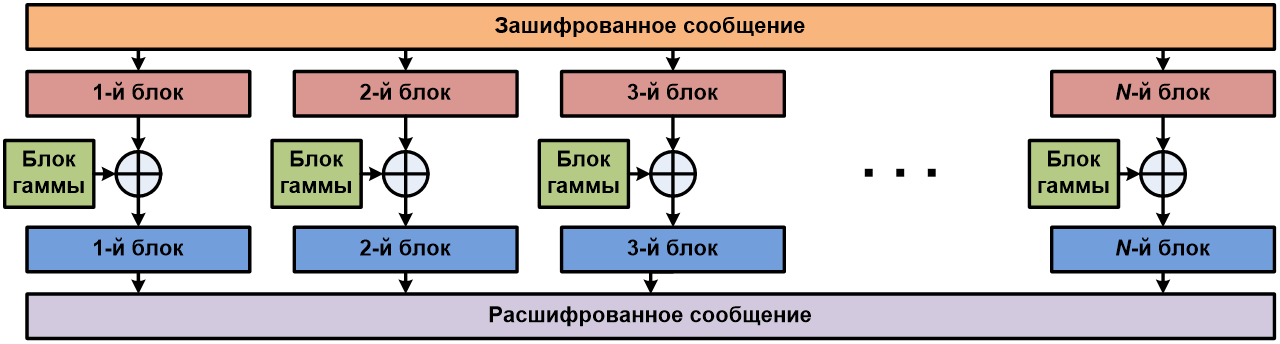 Зашифрованное сообщение
1-й блок
2-й блок
3-й блок
N-й блок
Блок
гаммы
Блок
гаммы
Блок
гаммы
. . .
Блок
гаммы
1-й блок
2-й блок
3-й блок
N-й блок
Расшифрованное сообщение